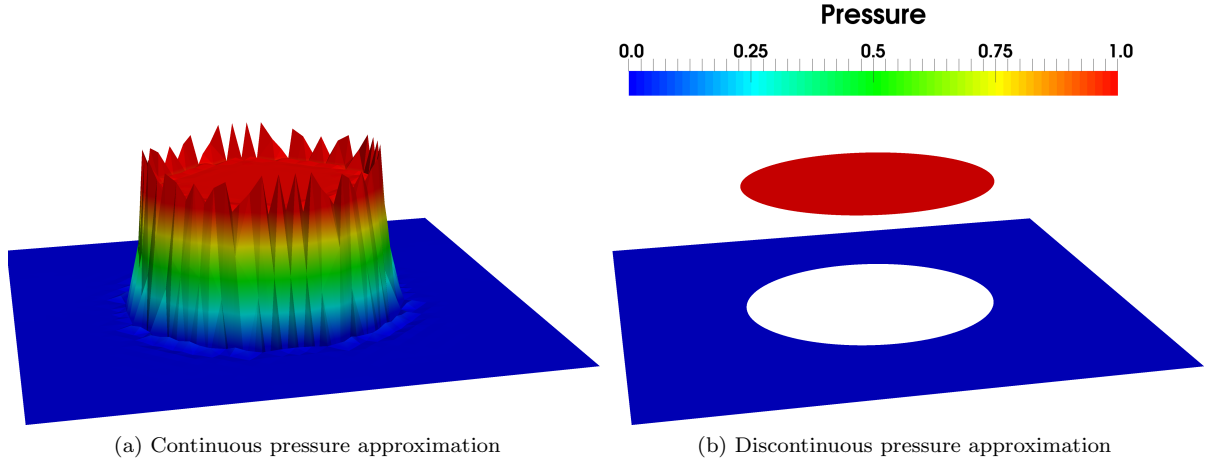 Pressure
0.0 0.25 0.5 0.75 1.0
(a) Continuous pressure approximation
(b) Discontinuous pressure approximation